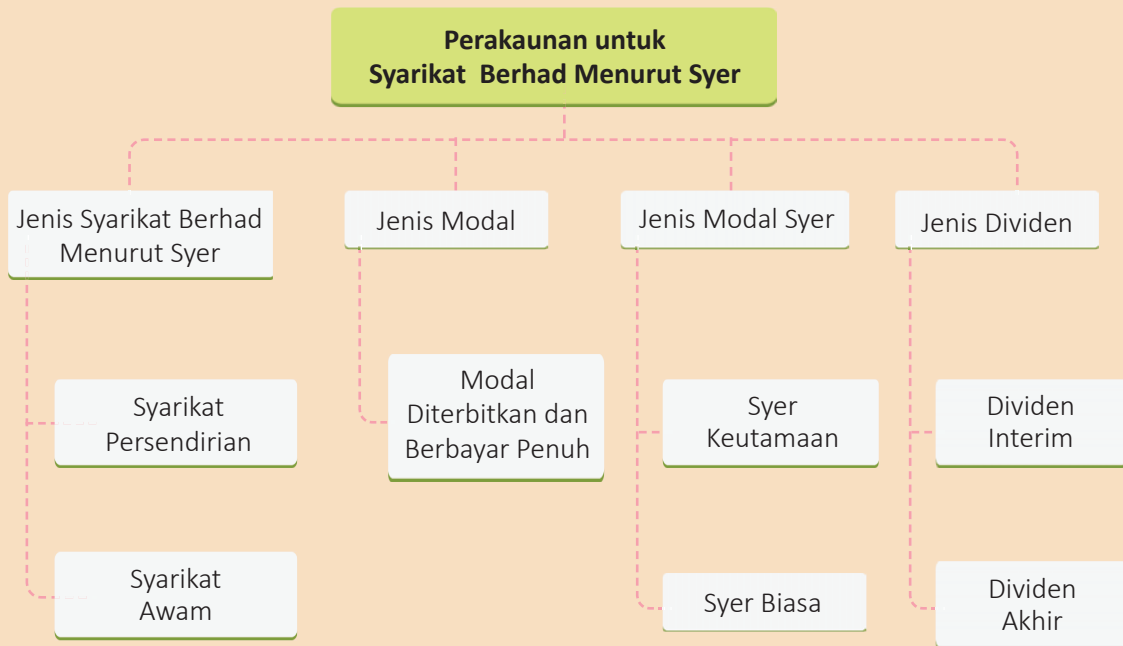 Perakaunan untuk
Syarikat Berhad Menurut Syer
Jenis Syarikat Berhad
Menurut Syer
Jenis Modal
Jenis Modal Syer
Jenis Dividen
Syarikat
Persendirian
Modal
Diterbitkan dan
Berbayar Penuh
Syer
Keutamaan
Dividen
Interim
Syarikat
Awam
Syer Biasa
Dividen
Akhir